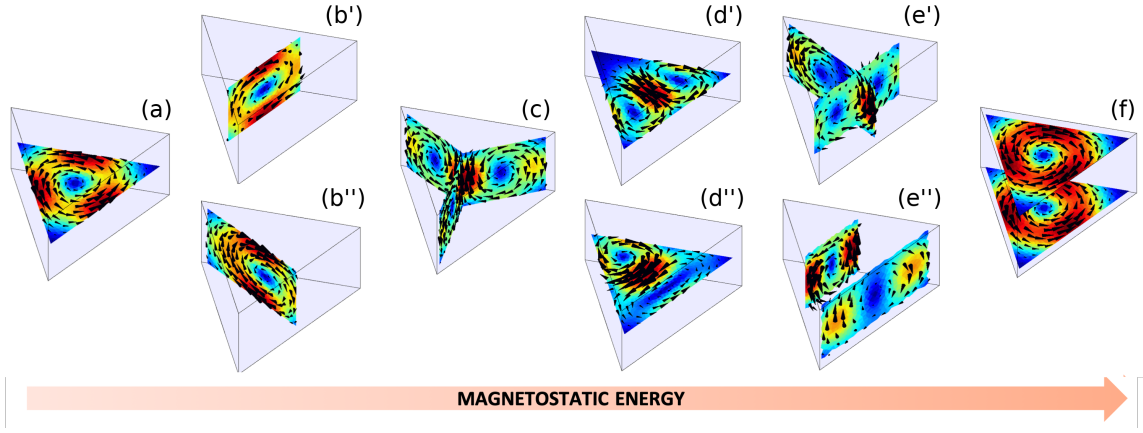 (b')
(d')
(e')
(a)
(c)
(f)
(b'')
(d'')
(e'')
MAGNETOSTATIC ENERGY